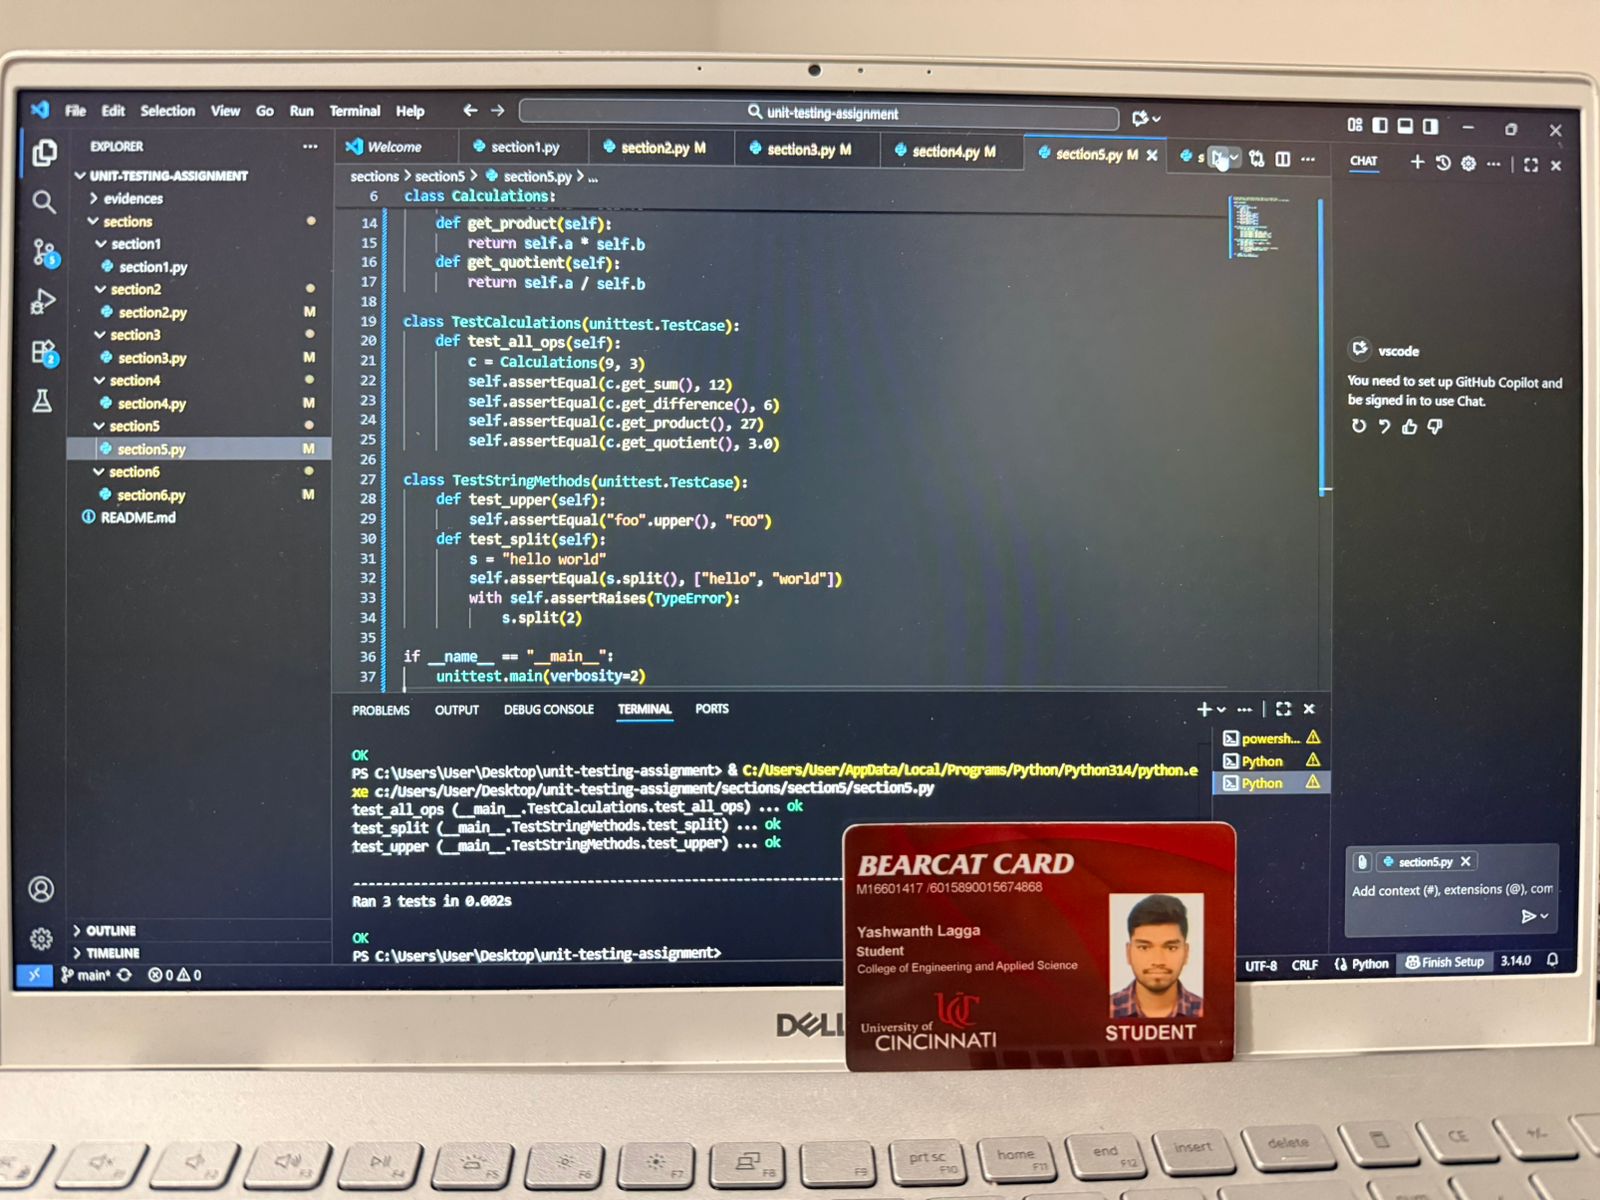 File Edit Selection View Go Run Terminal Help
unit-testing-assignment
EXPLORER
UNIT-TESTING-ASSIGNMENT
evidences
sections
section1
section1.py
section2
section2.py M
section3
section3.py M
section4
section4.py M
section5
section5.py M
section6
section6.py M
README.md
OUTLINE
TIMELINE
5
2
Welcome section1.py section2.py M section3.py M section4.py M section5.py M s
sections > section5 > section5.py > ...
6 class Calculations:
14 def get_product(self):
15 return self.a * self.b
16 def get_quotient(self):
17 return self.a / self.b
18
19 class TestCalculations(unittest.TestCase):
20 def test_all_ops(self):
21 c = Calculations(9, 3)
22 self.assertEqual(c.get_sum(), 12)
23 self.assertEqual(c.get_difference(), 6)
24 self.assertEqual(c.get_product(), 27)
25 self.assertEqual(c.get_quotient(), 3.0)
26
27 class TestStringMethods(unittest.TestCase):
28 def test_upper(self):
29 self.assertEqual("foo".upper(), "FOO")
30 def test_split(self):
31 s = "hello world"
32 self.assertEqual(s.split(), ["hello", "world"])
33 with self.assertRaises(TypeError):
34 s.split(2)
35
36 if __name__ == "__main__":
37 unittest.main(verbosity=2)
PROBLEMS OUTPUT DEBUG CONSOLE TERMINAL PORTS
OK
PS C:\Users\User\Desktop\unit-testing-assignment> & C:/Users/User/AppData/Local/Programs/Python/Python314/python.e
xe c:/Users/User/Desktop/unit-testing-assignment/sections/section5/section5.py
test_all_ops (__main__.TestCalculations.test_all_ops) ... ok
test_split (__main__.TestStringMethods.test_split) ... ok
test_upper (__main__.TestStringMethods.test_upper) ... ok
----------------------------------------------------------------------
Ran 3 tests in 0.002s
OK
PS C:\Users\User\Desktop\unit-testing-assignment>
powersh...
Python
Python
CHAT
vscode
You need to set up GitHub Copilot and
be signed in to use Chat.
section5.py
Add context (#), extensions (@), com
main* 0 0
UTF-8 CRLF Python Finish Setup 3.14.0
BEARCAT CARD
M16601417 /6015890015674868
Yashwanth Lagga
Student
College of Engineering and Applied Science
UC
University of
CINCINNATI
STUDENT
DELL
F1 F2 F3 F4 F5 F6 F7 F8 F9 prt sc F10 home F11 end F12 insert delete CE +/-